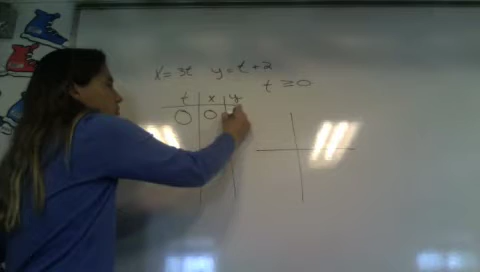 x = 3t y = t + 2
t ≥ 0
t x y
0 0